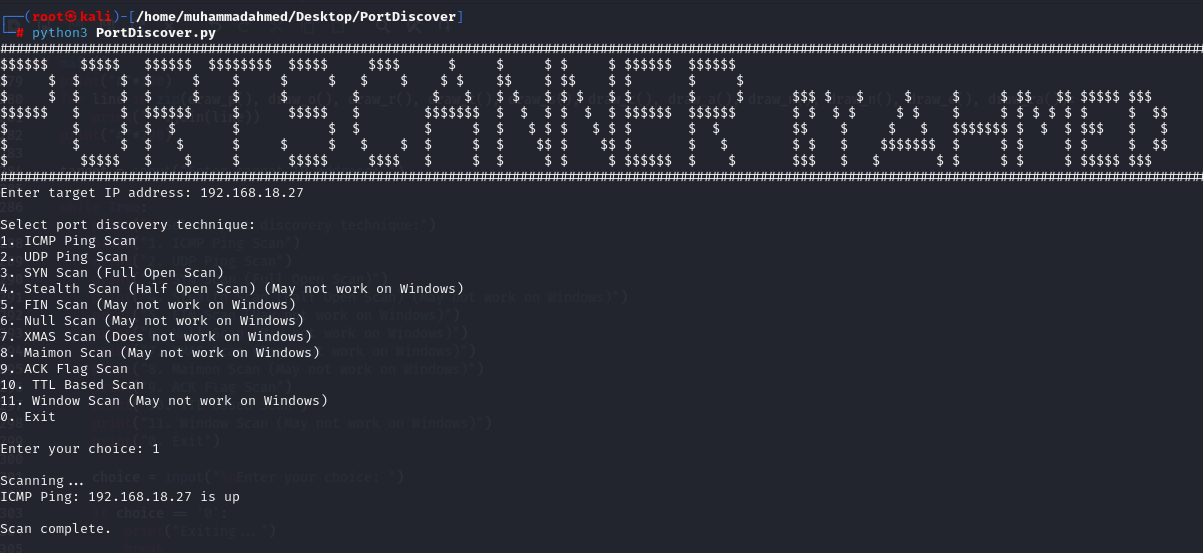 ┌──(root㉿kali)-[/home/muhammadahmed/Desktop/PortDiscover]
└─# python3 PortDiscover.py
PORTSCANNER BY AHMED
Enter target IP address: 192.168.18.27
Select port discovery technique:
1. ICMP Ping Scan
2. UDP Ping Scan
3. SYN Scan (Full Open Scan)
4. Stealth Scan (Half Open Scan) (May not work on Windows)
5. FIN Scan (May not work on Windows)
6. Null Scan (May not work on Windows)
7. XMAS Scan (Does not work on Windows)
8. Maimon Scan (May not work on Windows)
9. ACK Flag Scan
10. TTL Based Scan
11. Window Scan (May not work on Windows)
0. Exit
Enter your choice: 1
Scanning...
ICMP Ping: 192.168.18.27 is up
Scan complete.